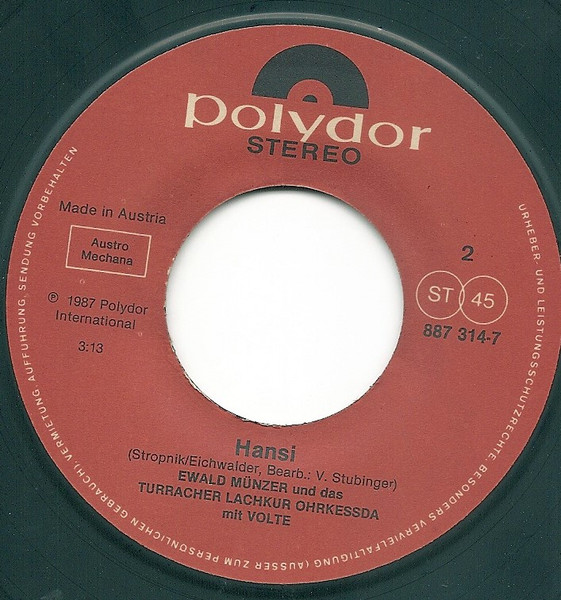 polydor
STEREO
Made in Austria
Austro
Mechana
℗ 1987 Polydor
International
3:13
2
ST 45
887 314-7
Hansi
(Stropnik/Eichwalder, Bearb.: V. Stubinger)
EWALD MÜNZER und das
TURRACHER LACHKUR OHRKESSDA
mit VOLTE
URHEBER- UND LEISTUNGSSCHUTZRECHTE, BESONDERS VERVIELFÄLTIGUNG (AUSSER ZUM PERSÖNLICHEN GEBRAUCH), VERMIETUNG, AUFFÜHRUNG, SENDUNG VORBEHALTEN